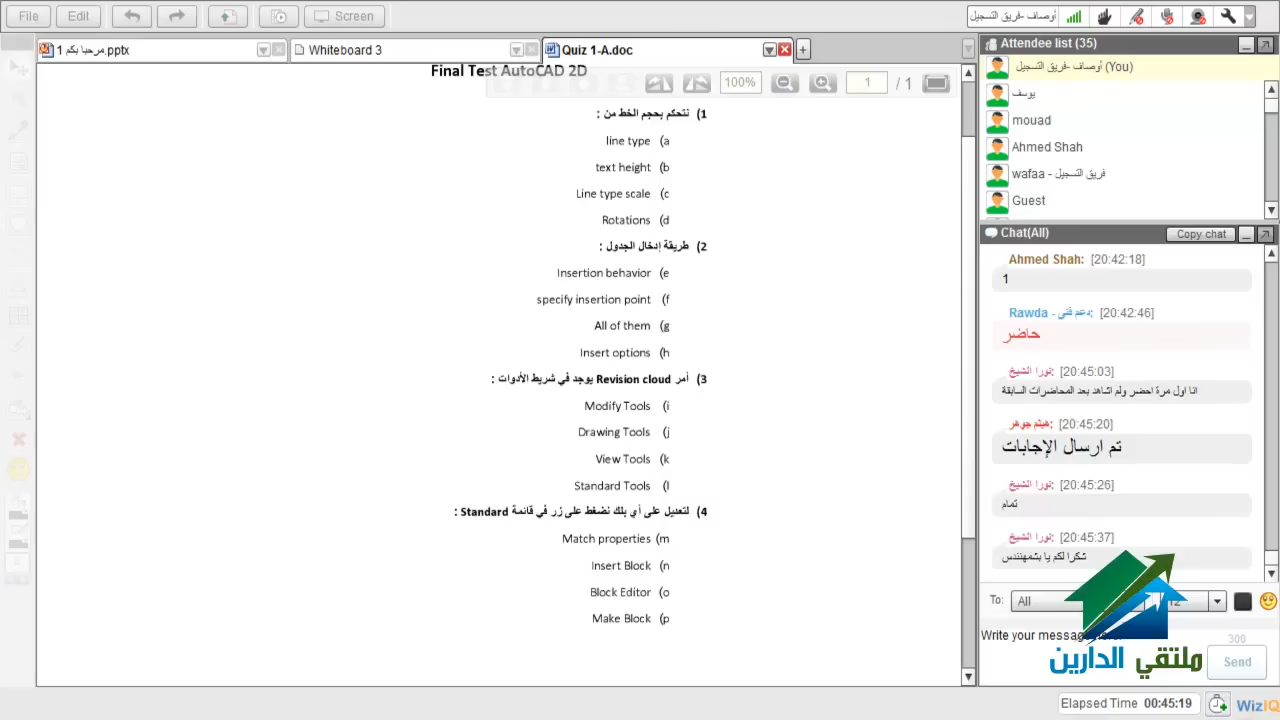 File Edit Screen
أوصاف -فريق التسجيل
مرحبا بكم 1.pptx
Whiteboard 3
Quiz 1-A.doc
Final Test AutoCAD 2D
100% 1 / 1
1) نتحكم بحجم الخط من :
a) line type
b) text height
c) Line type scale
d) Rotations
2) طريقة إدخال الجدول :
e) Insertion behavior
f) specify insertion point
g) All of them
h) Insert options
3) أمر Revision cloud يوجد في شريط الأدوات :
i) Modify Tools
j) Drawing Tools
k) View Tools
l) Standard Tools
4) لتعديل على أي بلك نضغط على زر في قائمة Standard :
m) Match properties
n) Insert Block
o) Block Editor
p) Make Block
Attendee list (35)
أوصاف -فريق التسجيل (You)
يوسف
mouad
Ahmed Shah
wafaa - فريق التسجيل
Guest
Chat(All)
Copy chat
Ahmed Shah: [20:42:18]
1
Rawda - دعم فنى: [20:42:46]
حاضر
نورا الشيخ: [20:45:03]
انا اول مرة احضر ولم اشاهد بعد المحاضرات السابقة
هيثم جوهر: [20:45:20]
تم ارسال الإجابات
نورا الشيخ: [20:45:26]
تمام
نورا الشيخ: [20:45:37]
شكرا لكم يا بشمهنندس
To: All 12
Write your message here.
300
Send
ملتقي الدارين
Elapsed Time 00:45:19
WizIQ